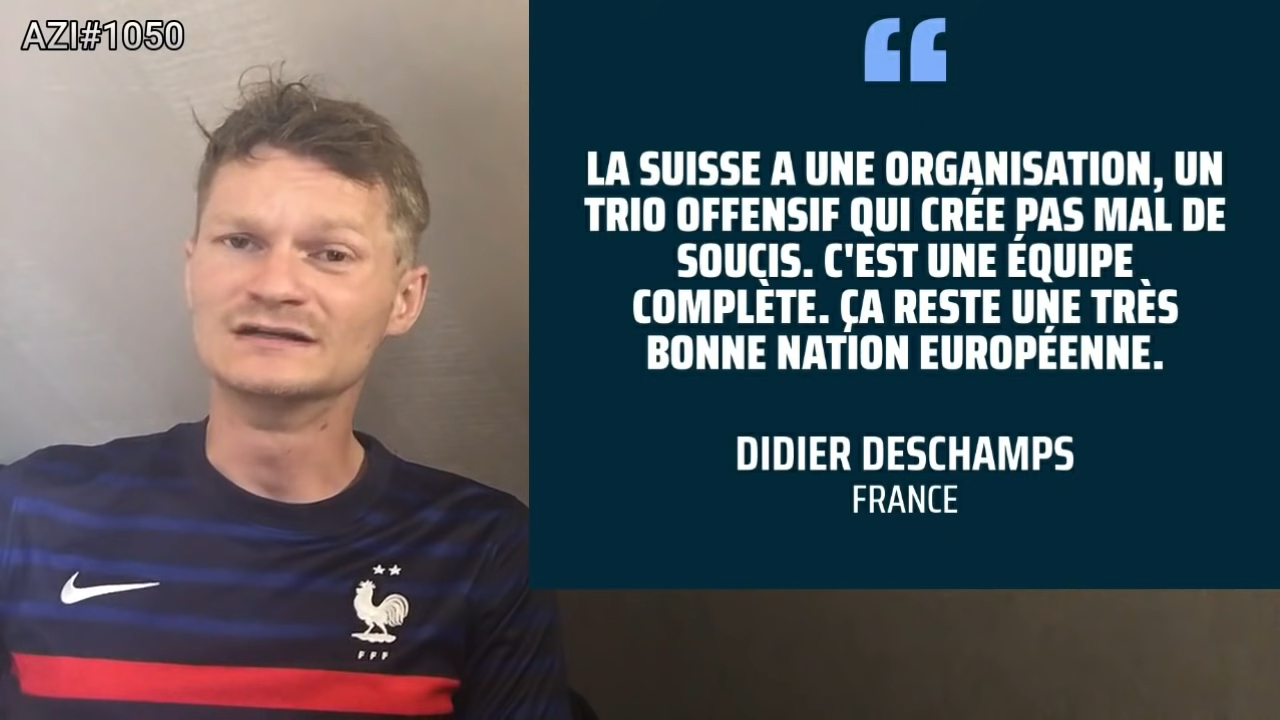 AZI#1050
LA SUISSE A UNE ORGANISATION, UN
TRIO OFFENSIF QUI CRÉE PAS MAL DE
SOUCIS. C'EST UNE ÉQUIPE
COMPLÈTE. ÇA RESTE UNE TRÈS
BONNE NATION EUROPÉENNE.
DIDIER DESCHAMPS
FRANCE
FFF